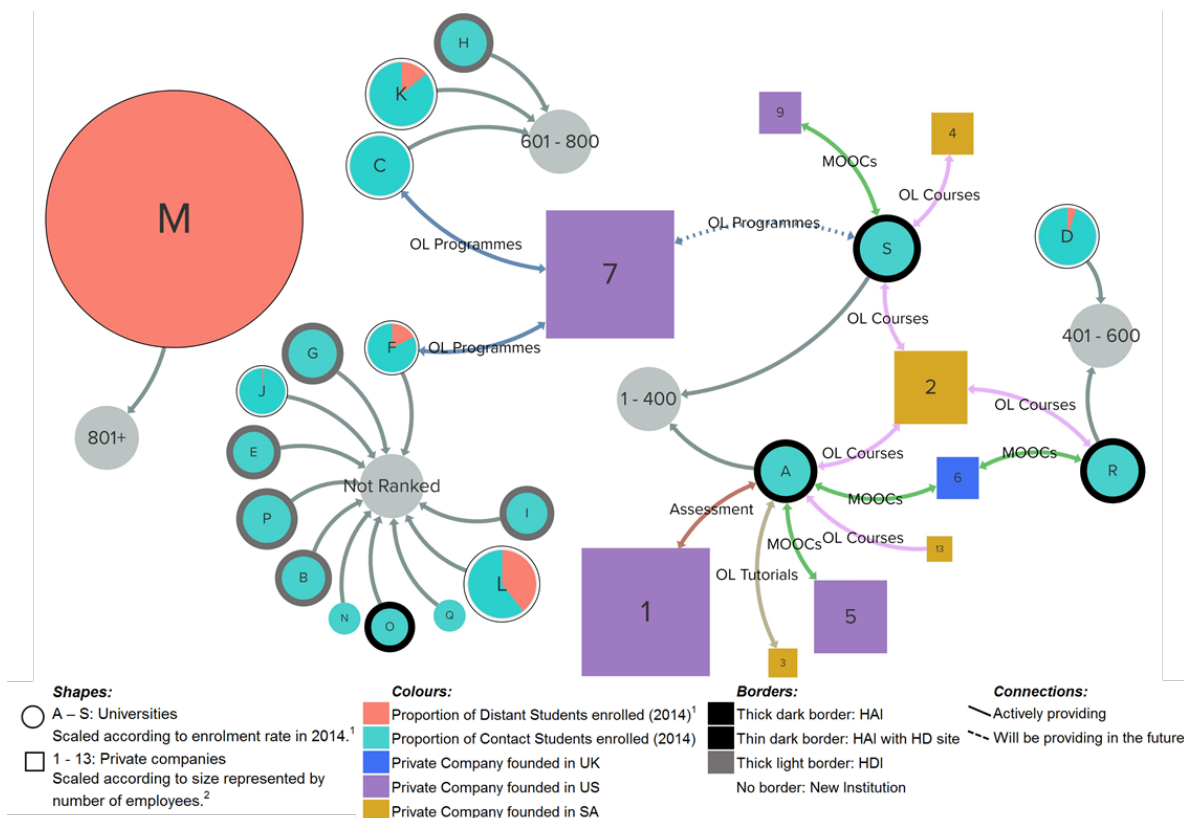 H
K
601 - 800
C
9
4
MOOCs
OL Courses
M
OL Programmes
7
OL Programmes
S
D
OL Programmes
F
G
OL Courses
401 - 600
J
1 - 400
2
OL Courses
801+
E
Not Ranked
A
OL Courses
MOOCs
6
R
P
I
Assessment
MOOCs
MOOCs
OL Courses
13
B
L
OL Tutorials
N
O
Q
1
5
3
Shapes:
A – S: Universities
Scaled according to enrolment rate in 2014.1
1 - 13: Private companies
Scaled according to size represented by
number of employees.2
Colours:
Proportion of Distant Students enrolled (2014)1
Proportion of Contact Students enrolled (2014)
Private Company founded in UK
Private Company founded in US
Private Company founded in SA
Borders:
Thick dark border: HAI
Thin dark border: HAI with HD site
Thick light border: HDI
No border: New Institution
Connections:
Actively providing
Will be providing in the future